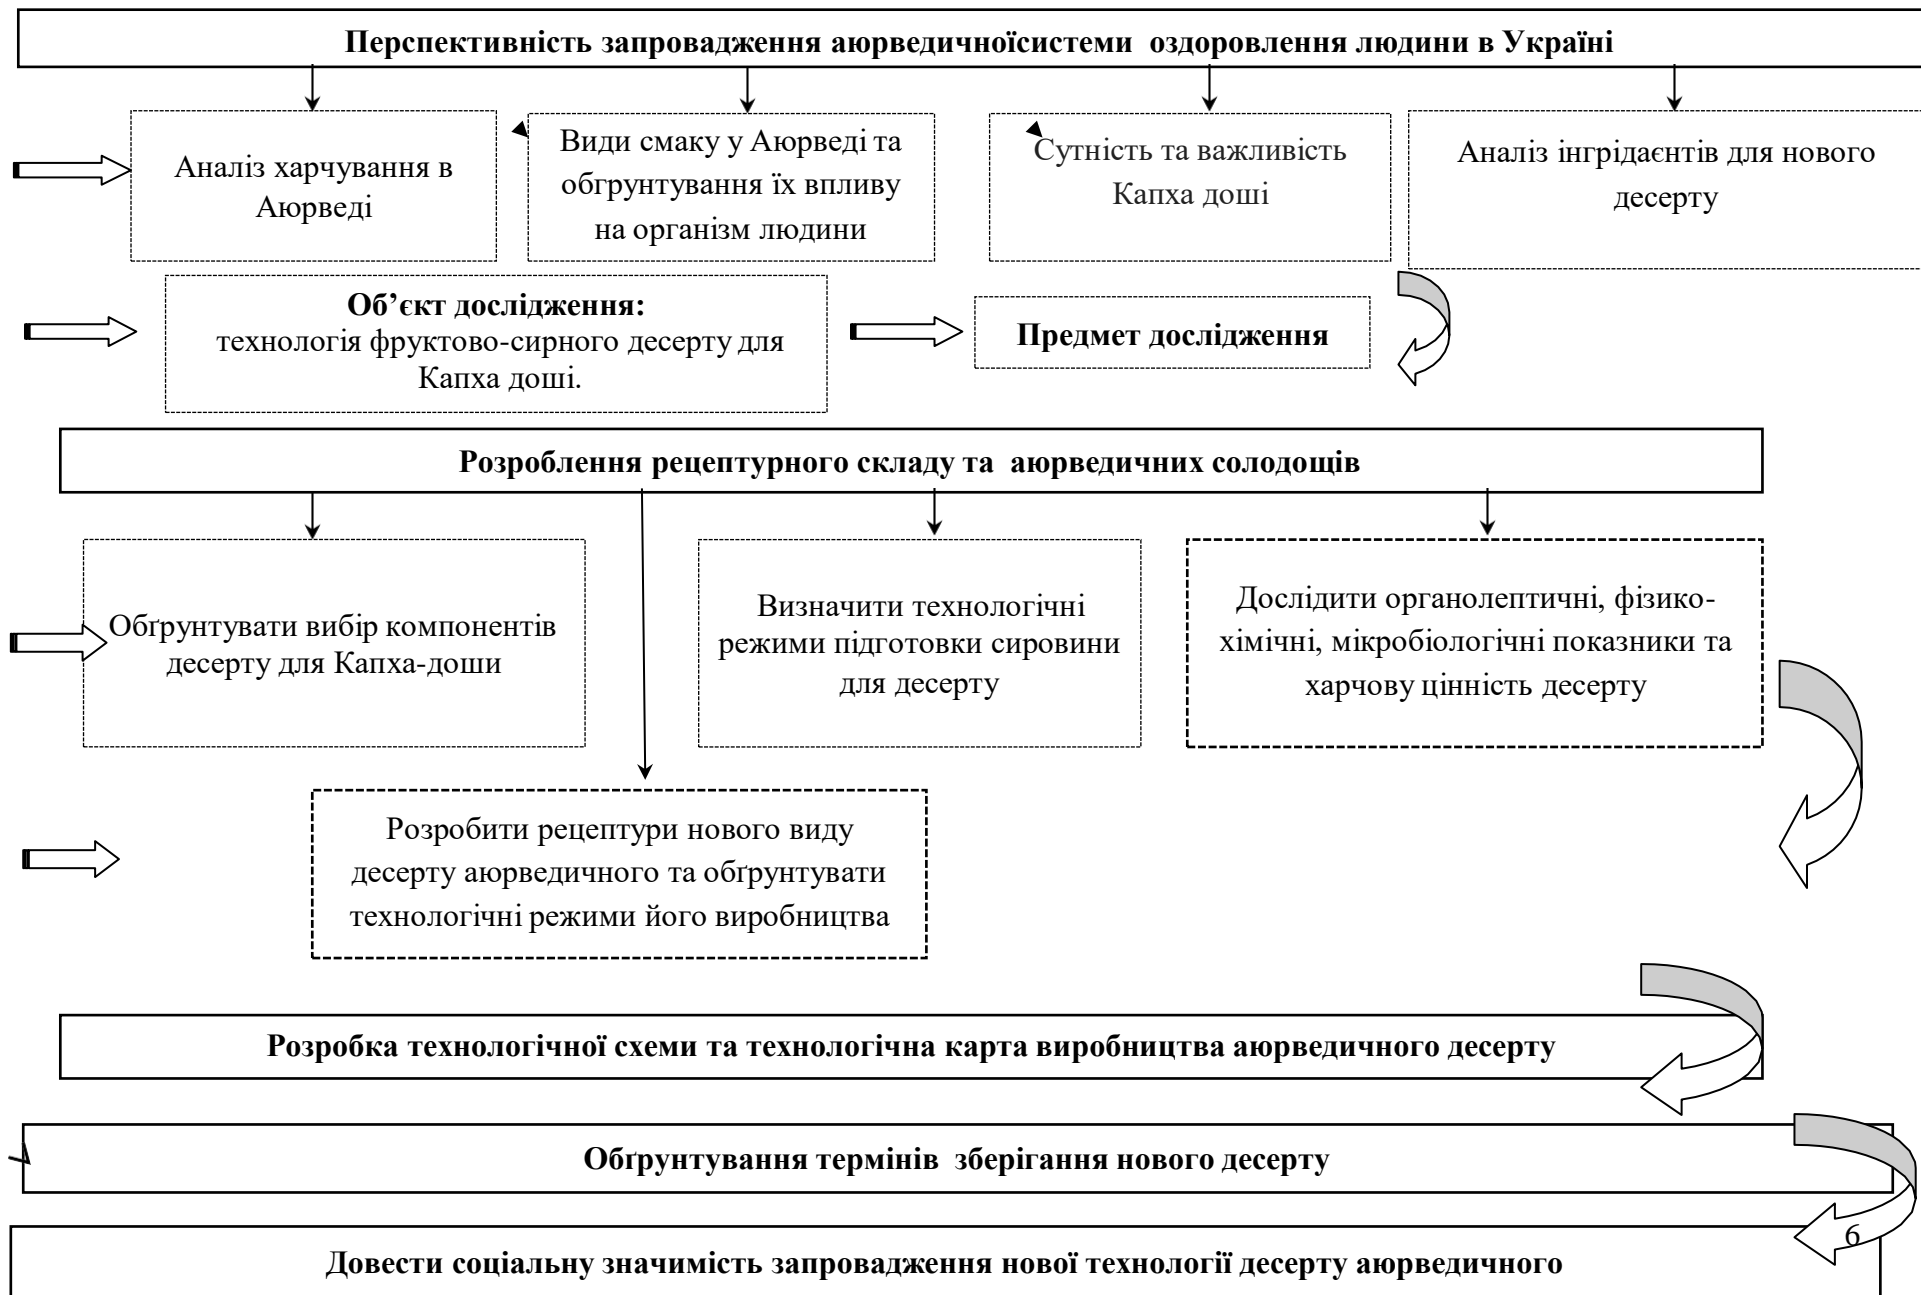 Перспективність запровадження аюрведичноїсистеми оздоровлення людини в Україні
Аналіз харчування в
Аюрведі
Види смаку у Аюрведі та
обгрунтування їх впливу
на організм людини
Сутність та важливість
Капха доші
Аналіз інгрідаєнтів для нового
десерту
Об’єкт дослідження:
технологія фруктово-сирного десерту для
Капха доші.
Предмет дослідження
Розроблення рецептурного складу та аюрведичних солодощів
Обґрунтувати вибір компонентів
десерту для Капха-доши
Визначити технологічні
режими підготовки сировини
для десерту
Дослідити органолептичні, фізико-
хімічні, мікробіологічні показники та
харчову цінність десерту
Розробити рецептури нового виду
десерту аюрведичного та обґрунтувати
технологічні режими його виробництва
Розробка технологічної схеми та технологічна карта виробництва аюрведичного десерту
Обґрунтування термінів зберігання нового десерту
6
Довести соціальну значимість запровадження нової технології десерту аюрведичного